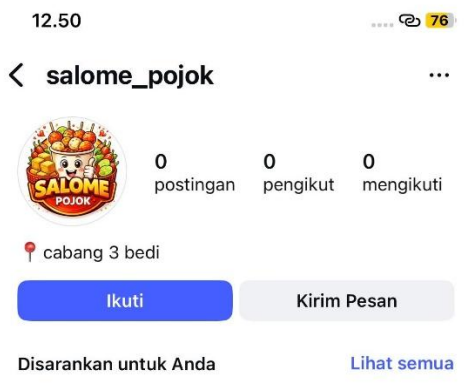 12.50
76
salome_pojok
SALOME
POJOK
0 0 0
postingan pengikut mengikuti
cabang 3 bedi
Ikuti Kirim Pesan
Disarankan untuk Anda Lihat semua